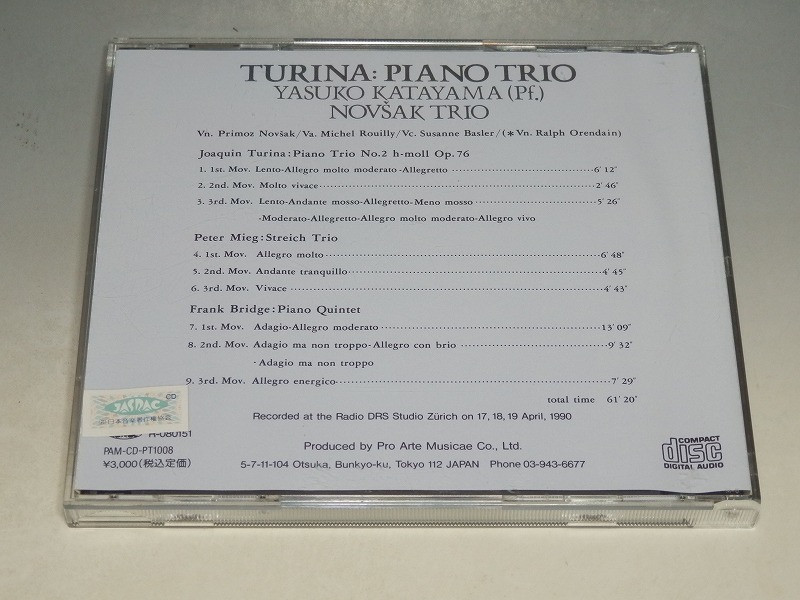 TURINA: PIANO TRIO
YASUKO KATAYAMA (Pf.)
NOVŠAK TRIO
Vn. Primoz Novšak/Va. Michel Rouilly/Vc. Susanne Basler/(*Vn. Ralph Orendain)
Joaquin Turina: Piano Trio No.2 h-moll Op.76
1. 1st. Mov. Lento-Allegro molto moderato -Allegretto 6'12"
2. 2nd. Mov. Molto vivace 2'46"
3. 3rd. Mov. Lento-Andante mosso-Allegretto-Meno mosso 5'26"
-Moderato-Allegretto-Allegro molto moderato-Allegro vivo
Peter Mieg: Streich Trio
4. 1st. Mov. Allegro molto 6'48"
5. 2nd. Mov. Andante tranquillo 4'45"
6. 3rd. Mov. Vivace 4'43"
Frank Bridge: Piano Quintet
7. 1st. Mov. Adagio-Allegro moderato 13'09"
8. 2nd. Mov. Adagio ma non troppo-Allegro con brio 9'32"
-Adagio ma non troppo
9. 3rd. Mov. Allegro energico 7'29"
total time 61'20"
Recorded at the Radio DRS Studio Zürich on 17, 18, 19 April, 1990
CD
JASRAC
H-080151
PAM-CD-PT1008
¥3,000(税込定価)
Produced by Pro Arte Musicae Co., Ltd.
5-7-11-104 Otsuka, Bunkyo-ku, Tokyo 112 JAPAN Phone 03-943-6677
COMPACT
disc
DIGITAL AUDIO